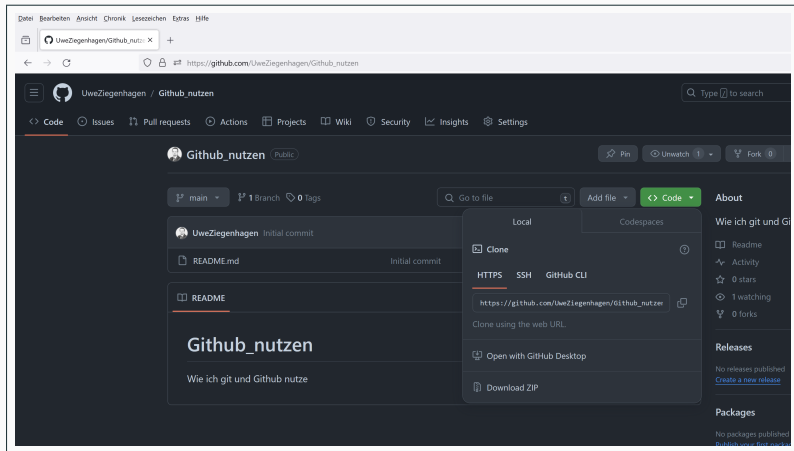 Datei Bearbeiten Ansicht Chronik Lesezeichen Extras Hilfe
UweZiegenhagen/Github_nutz
https://github.com/UweZiegenhagen/Github_nutzen
UweZiegenhagen / Github_nutzen
Type / to search
Code Issues Pull requests Actions Projects Wiki Security Insights Settings
Github_nutzen Public
Pin Unwatch 1 Fork 0
main 1 Branch 0 Tags
Go to file t
Add file
Code
About
Local Codespaces
Wie ich git und Gi
UweZiegenhagen Initial commit
README.md Initial commit
Clone
HTTPS SSH GitHub CLI
https://github.com/UweZiegenhagen/Github_nutzen
Clone using the web URL.
Open with GitHub Desktop
Download ZIP
README
Github_nutzen
Wie ich git und Github nutze
Readme
Activity
0 stars
1 watching
0 forks
Releases
No releases published
Create a new release
Packages
No packages published
Publish your first packa